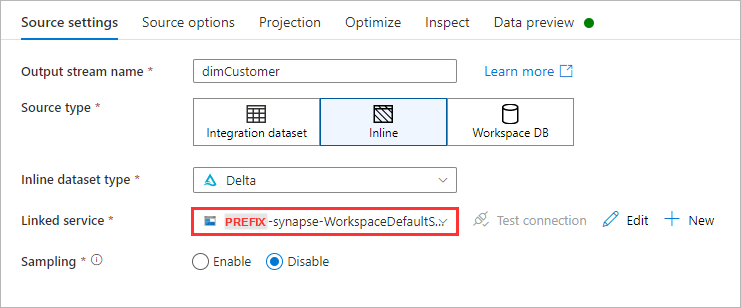 Source settings Source options Projection Optimize Inspect Data preview
Output stream name * dimCustomer Learn more
Source type *
Integration dataset Inline Workspace DB
Inline dataset type * Delta
Linked service * PREFIX-synapse-WorkspaceDefaultS... Test connection Edit New
Sampling * Enable Disable